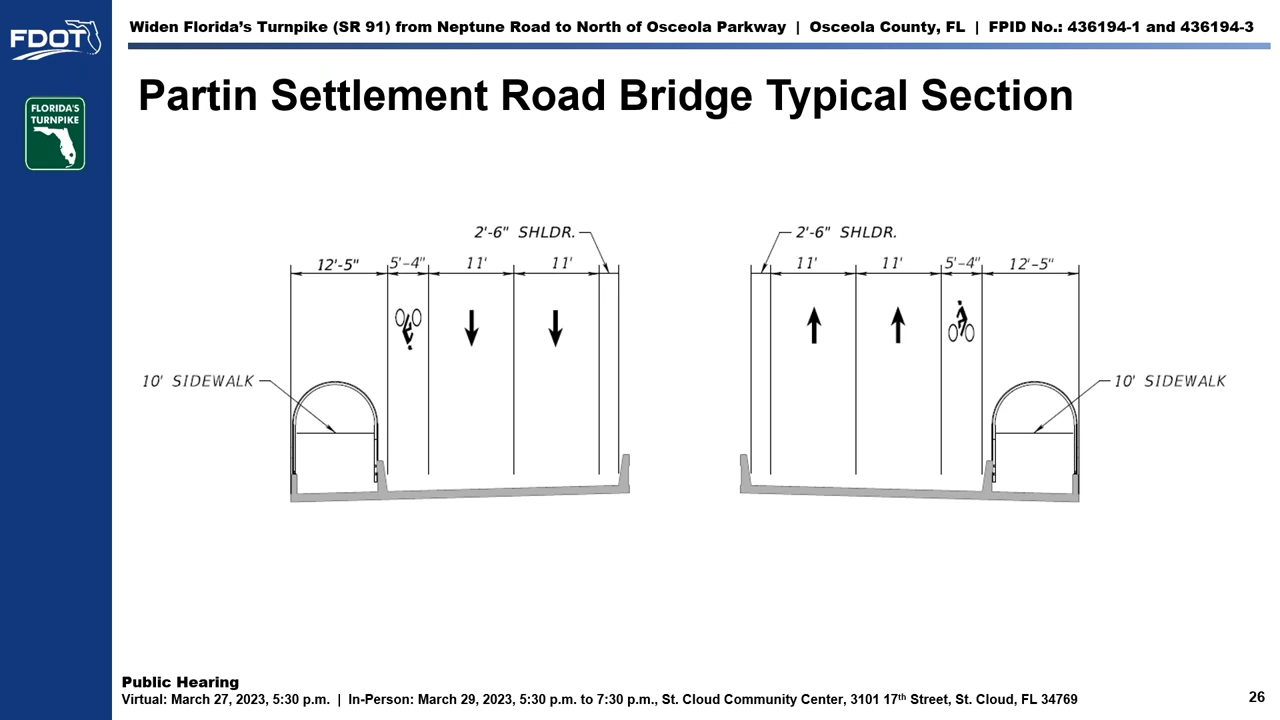 FDOT
Widen Florida’s Turnpike (SR 91) from Neptune Road to North of Osceola Parkway | Osceola County, FL | FPID No.: 436194-1 and 436194-3
FLORIDA'S
TURNPIKE
Partin Settlement Road Bridge Typical Section
2'-6" SHLDR.
2'-6" SHLDR.
12'-5" 5'-4" 11' 11'
11' 11' 5'-4" 12'-5"
10' SIDEWALK
10' SIDEWALK
Public Hearing
Virtual: March 27, 2023, 5:30 p.m. | In-Person: March 29, 2023, 5:30 p.m. to 7:30 p.m., St. Cloud Community Center, 3101 17th Street, St. Cloud, FL 34769
26